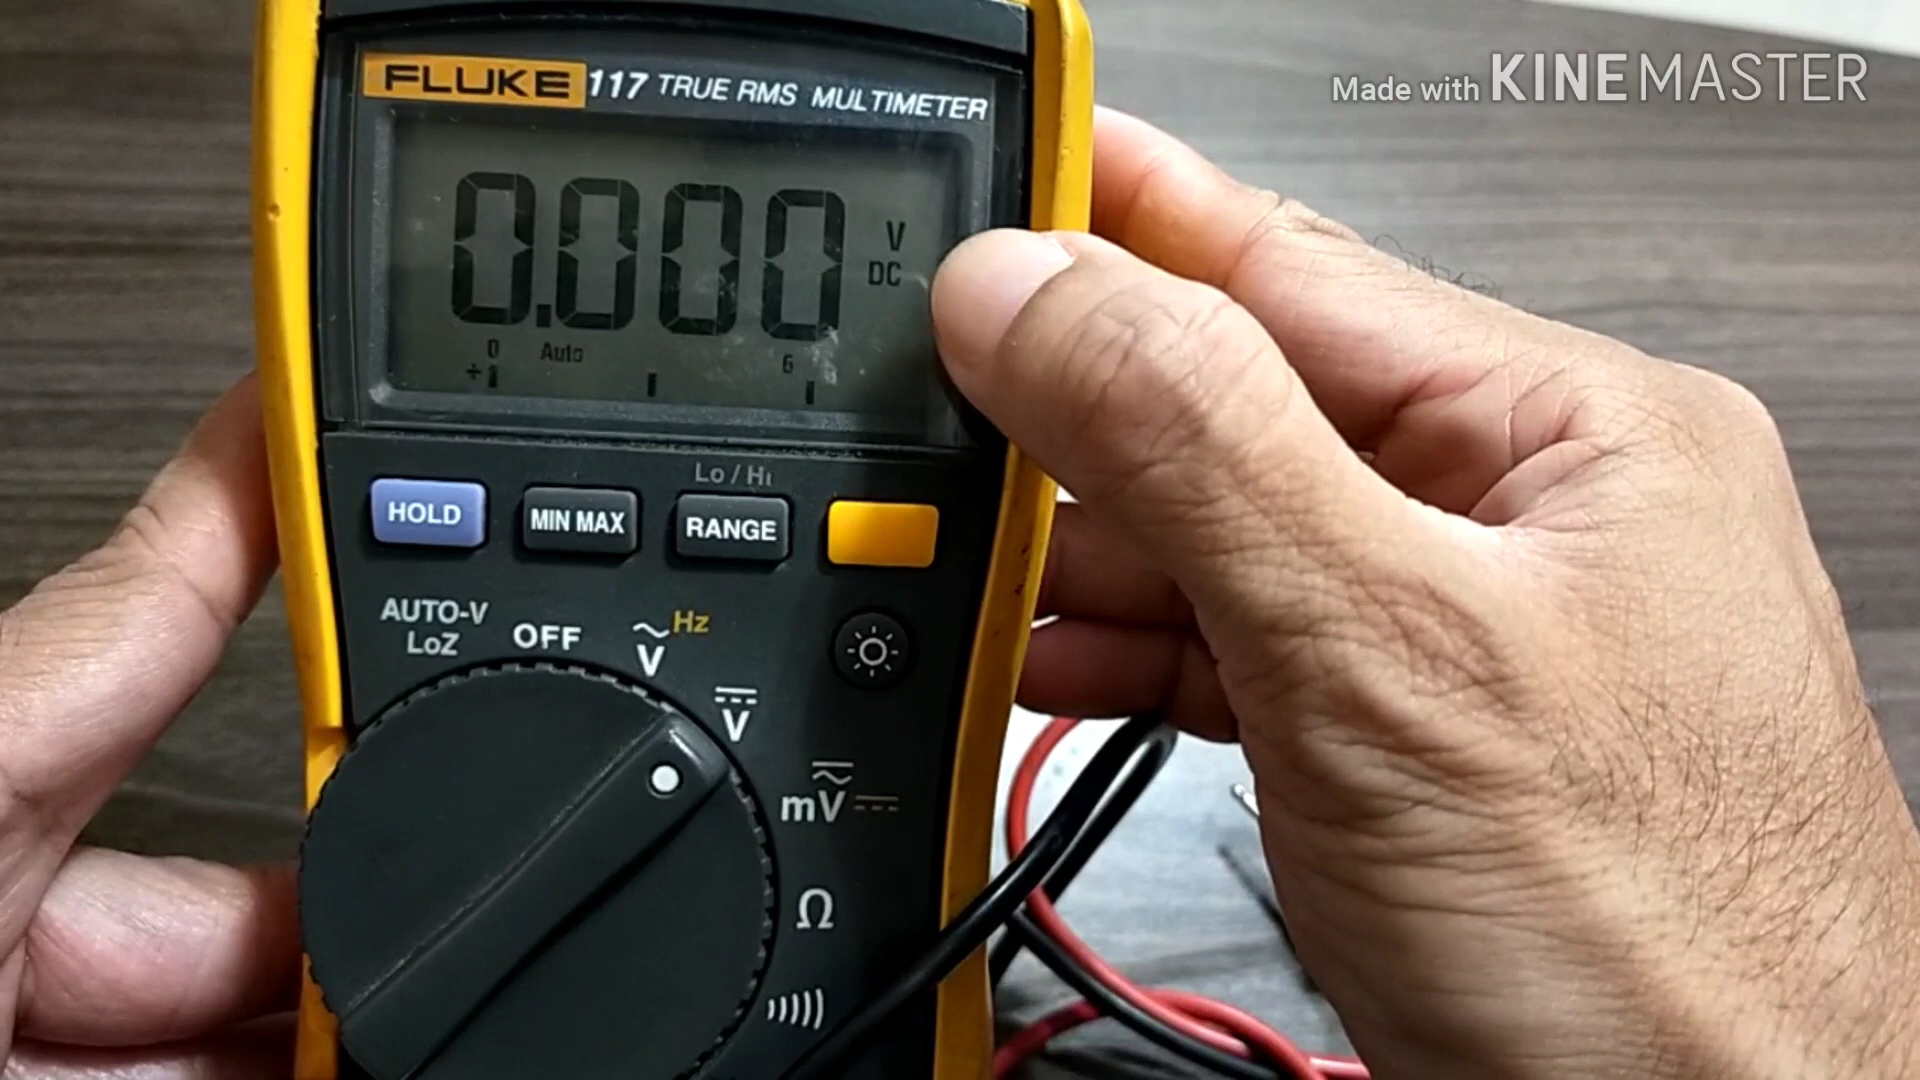 Made with KINEMASTER
FLUKE 117 TRUE RMS MULTIMETER
0.000 V
DC
0 Auto 6
+
Lo / Hı
HOLD MIN MAX RANGE
AUTO-V
LoZ
OFF
Hz
V
V
mV
Ω